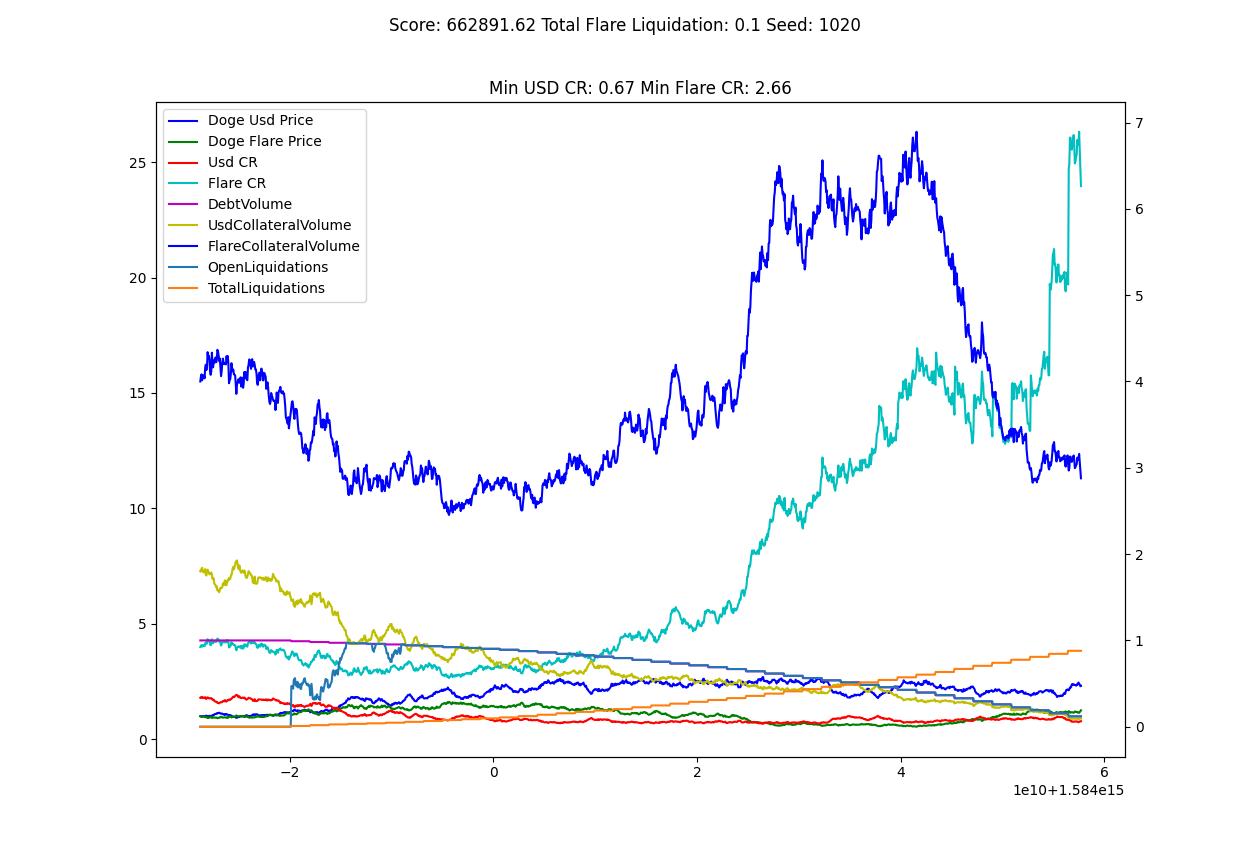 Score: 662891.62 Total Flare Liquidation: 0.1 Seed: 1020
Min USD CR: 0.67 Min Flare CR: 2.66
Doge Usd Price
Doge Flare Price
Usd CR
Flare CR
DebtVolume
UsdCollateralVolume
FlareCollateralVolume
OpenLiquidations
TotalLiquidations
25
20
15
10
5
0
7
6
5
4
3
2
1
0
−2
0
2
4
6
1e10+1.584e15